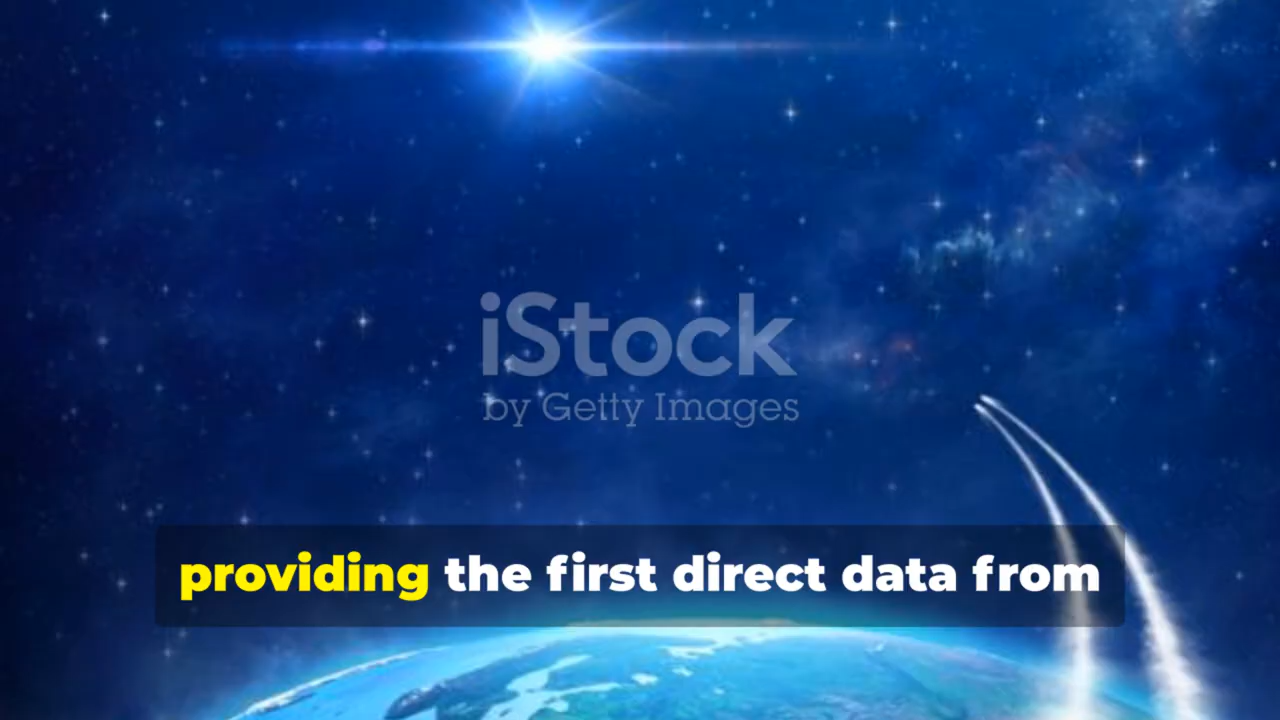 iStock
by Getty Images
providing the first direct data from